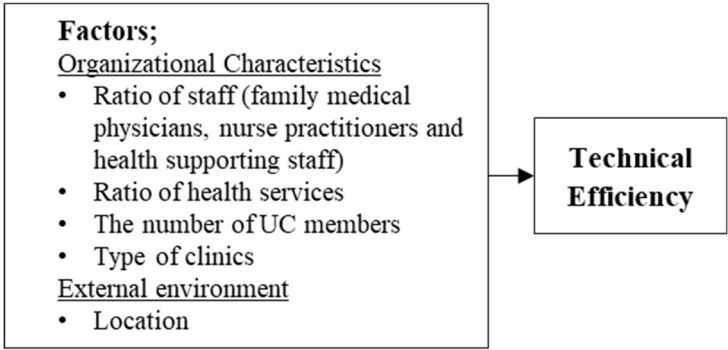 Factors;
Organizational Characteristics
• Ratio of staff (family medical
physicians, nurse practitioners and
health supporting staff)
• Ratio of health services
• The number of UC members
• Type of clinics
External environment
• Location
Technical
Efficiency